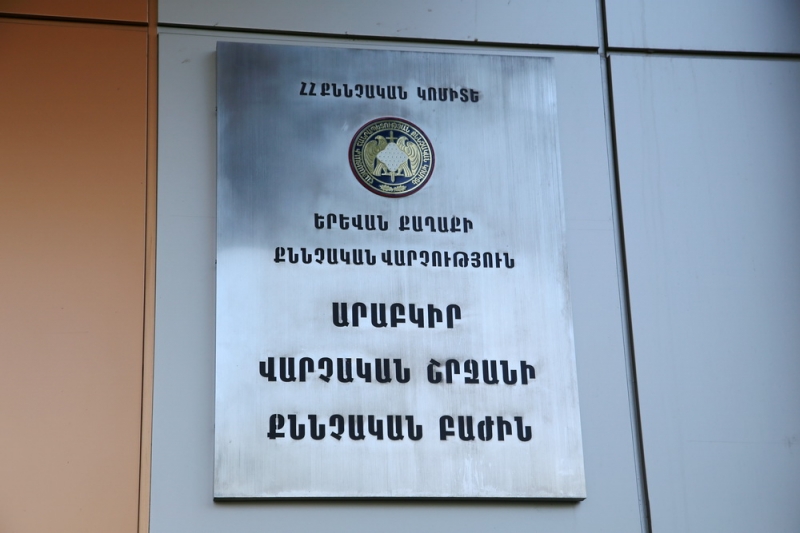 ՀՀ ՔՆՆՉԱԿԱՆ ԿՈՄԻՏԵ
ԵՐԵՎԱՆ ՔԱՂԱՔԻ
ՔՆՆՉԱԿԱՆ ՎԱՐՉՈՒԹՅՈՒՆ
ԱՐԱԲԿԻՐ
ՎԱՐՉԱԿԱՆ ՇՐՋԱՆԻ
ՔՆՆՉԱԿԱՆ ԲԱԺԻՆ